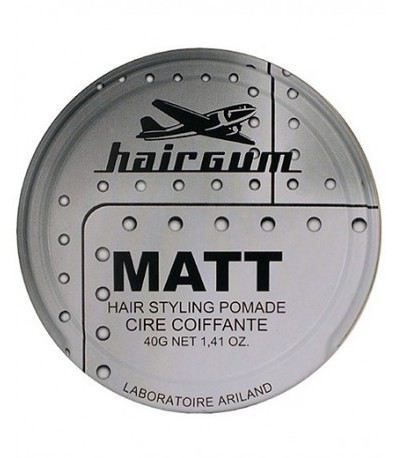 hairgum
MATT
HAIR STYLING POMADE
CIRE COIFFANTE
40G NET 1,41 OZ.
LABORATOIRE ARILAND